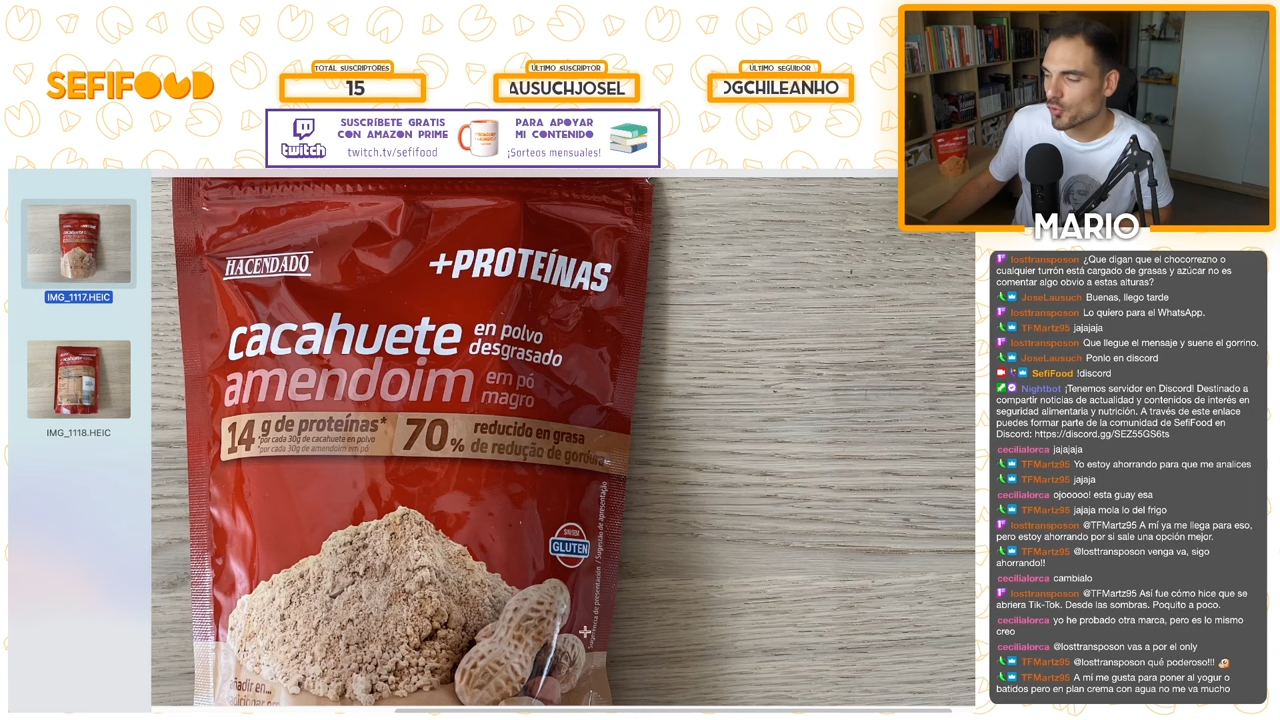 SEFIFOOD
TOTAL SUSCRIPTORES
15
ÚLTIMO SUSCRIPTOR
AUSUCHJOSEL
ÚLTIMO SEGUIDOR
OGCHILEANHO
SUSCRÍBETE GRATIS
CON AMAZON PRIME
twitch.tv/sefifood
twitch
PARA APOYAR
MI CONTENIDO
¡Sorteos mensuales!
MARIO
IMG_1117.HEIC
IMG_1118.HEIC
HACENDADO
+PROTEÍNAS
cacahuete en polvo
desgrasado
amendoim em pó
magro
14 g de proteínas*
por cada 30g de cacahuete en polvo
por cada 30g de amendoim em pó
70% reducido en grasa
de redução de gordura
SIN/SEM
GLUTEN
Sugerencia de presentación / Sugestão de apresentação
añadir en...
adicionar em
losttransposon ¿Que digan que el chocorrezno o
cualquier turrón está cargado de grasas y azúcar no es
comentar algo obvio a estas alturas?
JoseLausuch Buenas, llego tarde
losttransposon Lo quiero para el WhatsApp.
TFMartz95 jajajaja
losttransposon Que llegue el mensaje y suene el gorrino.
JoseLausuch Ponlo en discord
SefiFood !discord
Nightbot ¡Tenemos servidor en Discord! Destinado a
compartir noticias de actualidad y contenidos de interés en
seguridad alimentaria y nutrición. A través de este enlace
puedes formar parte de la comunidad de SefiFood en
Discord: https://discord.gg/SEZ55GS6ts
cecilialorca jajajaja
TFMartz95 Yo estoy ahorrando para que me analices
TFMartz95 jajaja
cecilialorca ojooooo! esta guay esa
TFMartz95 jajaja mola lo del frigo
losttransposon @TFMartz95 A mí ya me llega para eso,
pero estoy ahorrando por si sale una opción mejor.
TFMartz95 @losttransposon venga va, sigo
ahorrando!!
cecilialorca cambialo
losttransposon @TFMartz95 Así fue cómo hice que se
abriera Tik-Tok. Desde las sombras. Poquito a poco.
cecilialorca yo he probado otra marca, pero es lo mismo
creo
cecilialorca @losttransposon vas a por el only
TFMartz95 @losttransposon qué poderoso!!!
TFMartz95 A mí me gusta para poner al yogur o
batidos pero en plan crema con agua no me va mucho